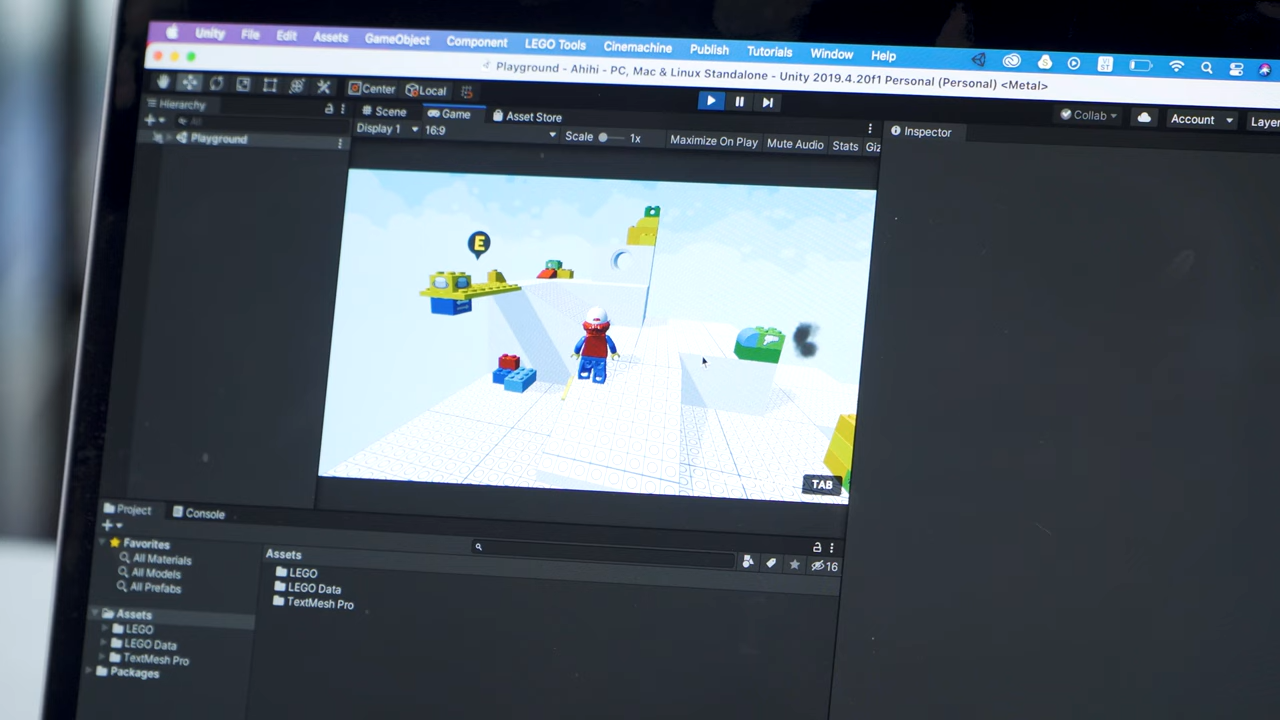 Unity File Edit Assets GameObject Component LEGO Tools Cinemachine Publish Tutorials Window Help
Playground - Ahihi - PC, Mac & Linux Standalone - Unity 2019.4.20f1 Personal (Personal) <Metal>
Center Local
Collab Account Layer
Hierarchy
Scene Game Asset Store
Inspector
All
Display 1 16:9 Scale 1x Maximize On Play Mute Audio Stats Giz
Playground
E
TAB
Project Console
Favorites
All Materials
All Models
All Prefabs
Assets
LEGO
LEGO Data
TextMesh Pro
Packages
Assets
16
LEGO
LEGO Data
TextMesh Pro